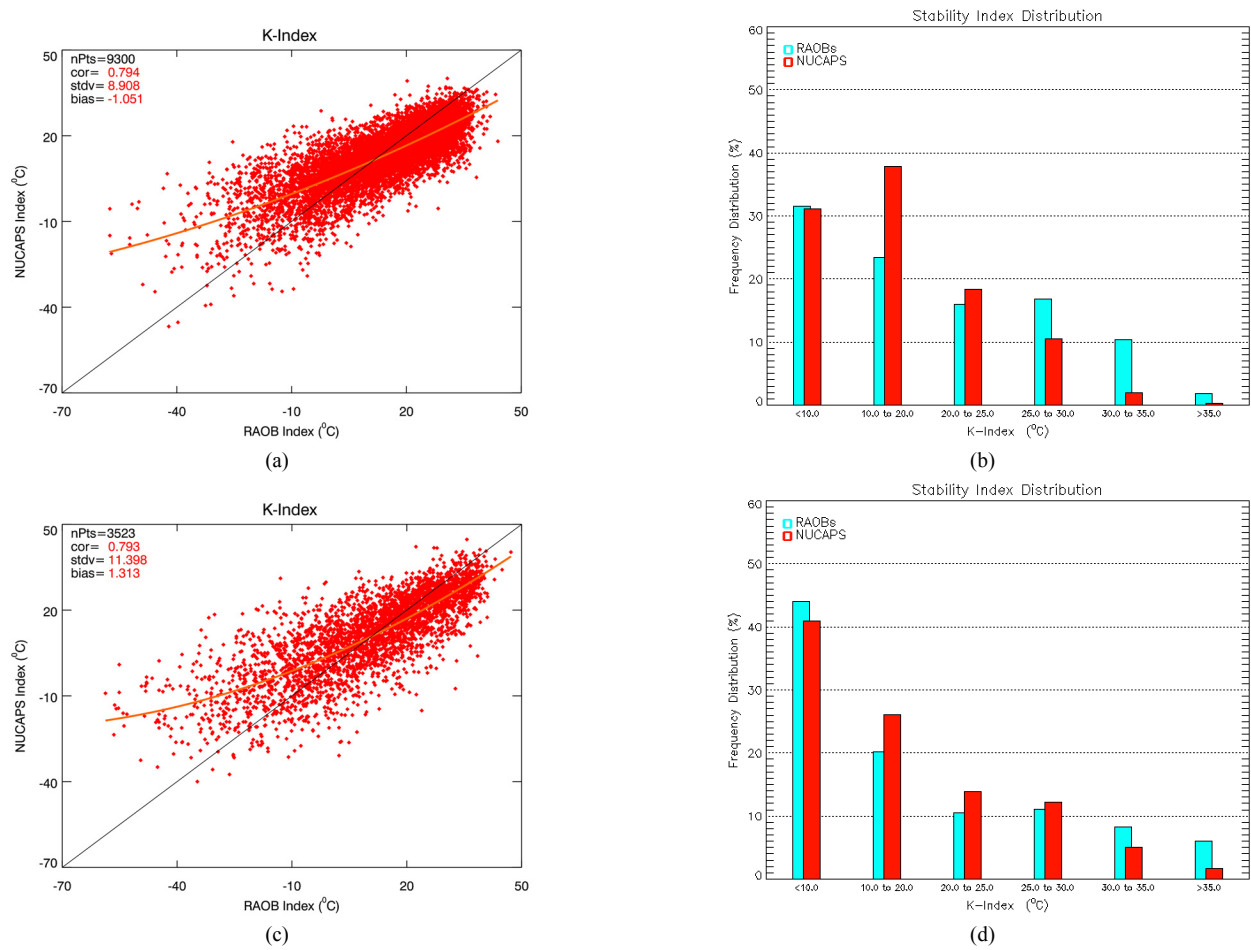 K-Index
nPts=9300
cor= 0.794
stdv= 8.908
bias= -1.051
50
20
-10
-40
-70
NUCAPS Index (⁰C)
-70 -40 -10 20 50
RAOB Index (⁰C)
(a)
Stability Index Distribution
RAOBs
NUCAPS
60
50
40
30
20
10
0
Frequency Distribution (%)
<10.0 10.0 to 20.0 20.0 to 25.0 25.0 to 30.0 30.0 to 35.0 >35.0
K-Index (⁰C)
(b)
K-Index
nPts=3523
cor= 0.793
stdv= 11.398
bias= 1.313
50
20
-10
-40
-70
NUCAPS Index (⁰C)
-70 -40 -10 20 50
RAOB Index (⁰C)
(c)
Stability Index Distribution
RAOBs
NUCAPS
60
50
40
30
20
10
0
Frequency Distribution (%)
<10.0 10.0 to 20.0 20.0 to 25.0 25.0 to 30.0 30.0 to 35.0 >35.0
K-Index (⁰C)
(d)